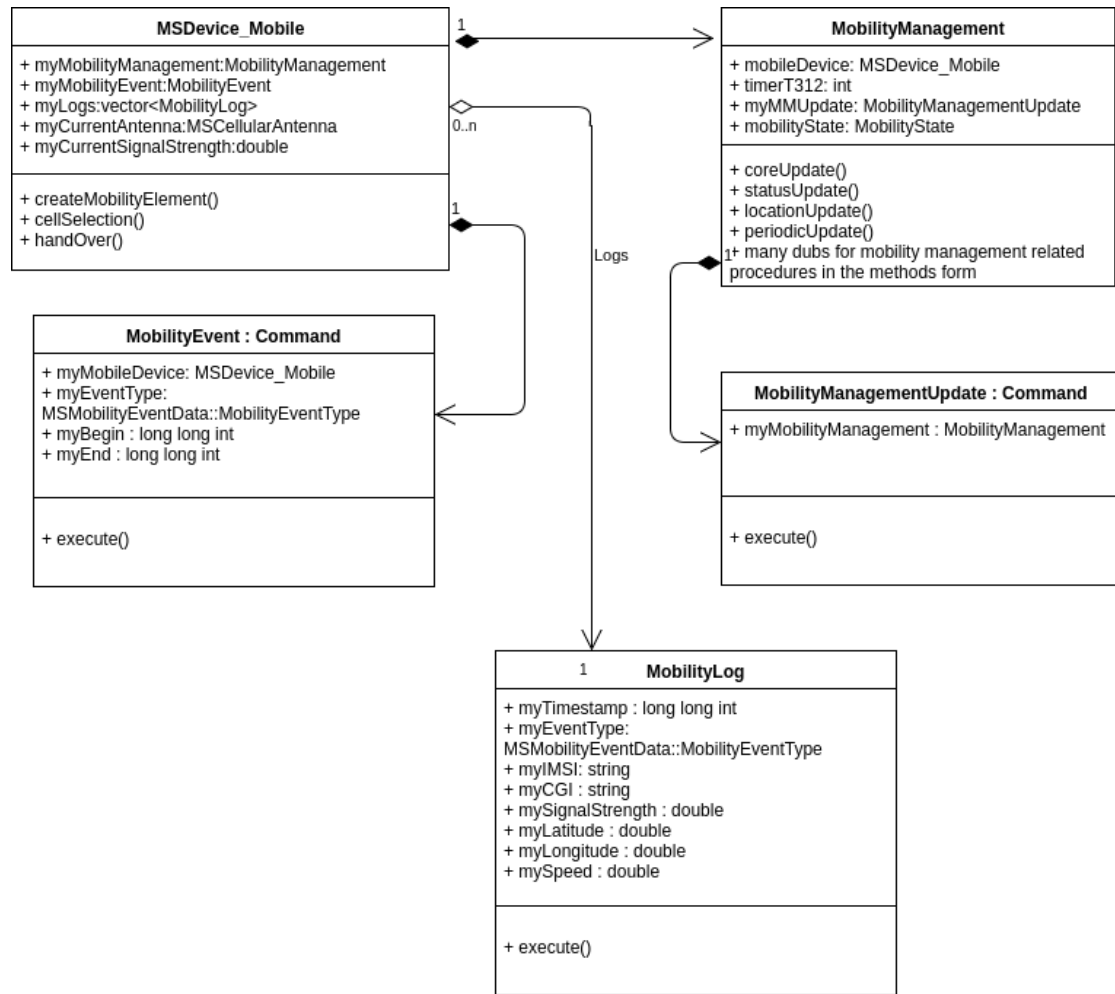 MSDevice_Mobile
+ myMobilityManagement:MobilityManagement
+ myMobilityEvent:MobilityEvent
+ myLogs:vector<MobilityLog>
+ myCurrentAntenna:MSCellularAntenna
+ myCurrentSignalStrength:double
+ createMobilityElement()
+ cellSelection()
+ handOver()
1
0..n
1
Logs
MobilityManagement
+ mobileDevice: MSDevice_Mobile
+ timerT312: int
+ myMMUpdate: MobilityManagementUpdate
+ mobilityState: MobilityState
+ coreUpdate()
+ statusUpdate()
+ locationUpdate()
+ periodicUpdate()
+ many dubs for mobility management related
procedures in the methods form
1
MobilityEvent : Command
+ myMobileDevice: MSDevice_Mobile
+ myEventType:
MSMobilityEventData::MobilityEventType
+ myBegin : long long int
+ myEnd : long long int
+ execute()
MobilityManagementUpdate : Command
+ myMobilityManagement : MobilityManagement
+ execute()
1
MobilityLog
+ myTimestamp : long long int
+ myEventType:
MSMobilityEventData::MobilityEventType
+ myIMSI: string
+ myCGI : string
+ mySignalStrength : double
+ myLatitude : double
+ myLongitude : double
+ mySpeed : double
+ execute()